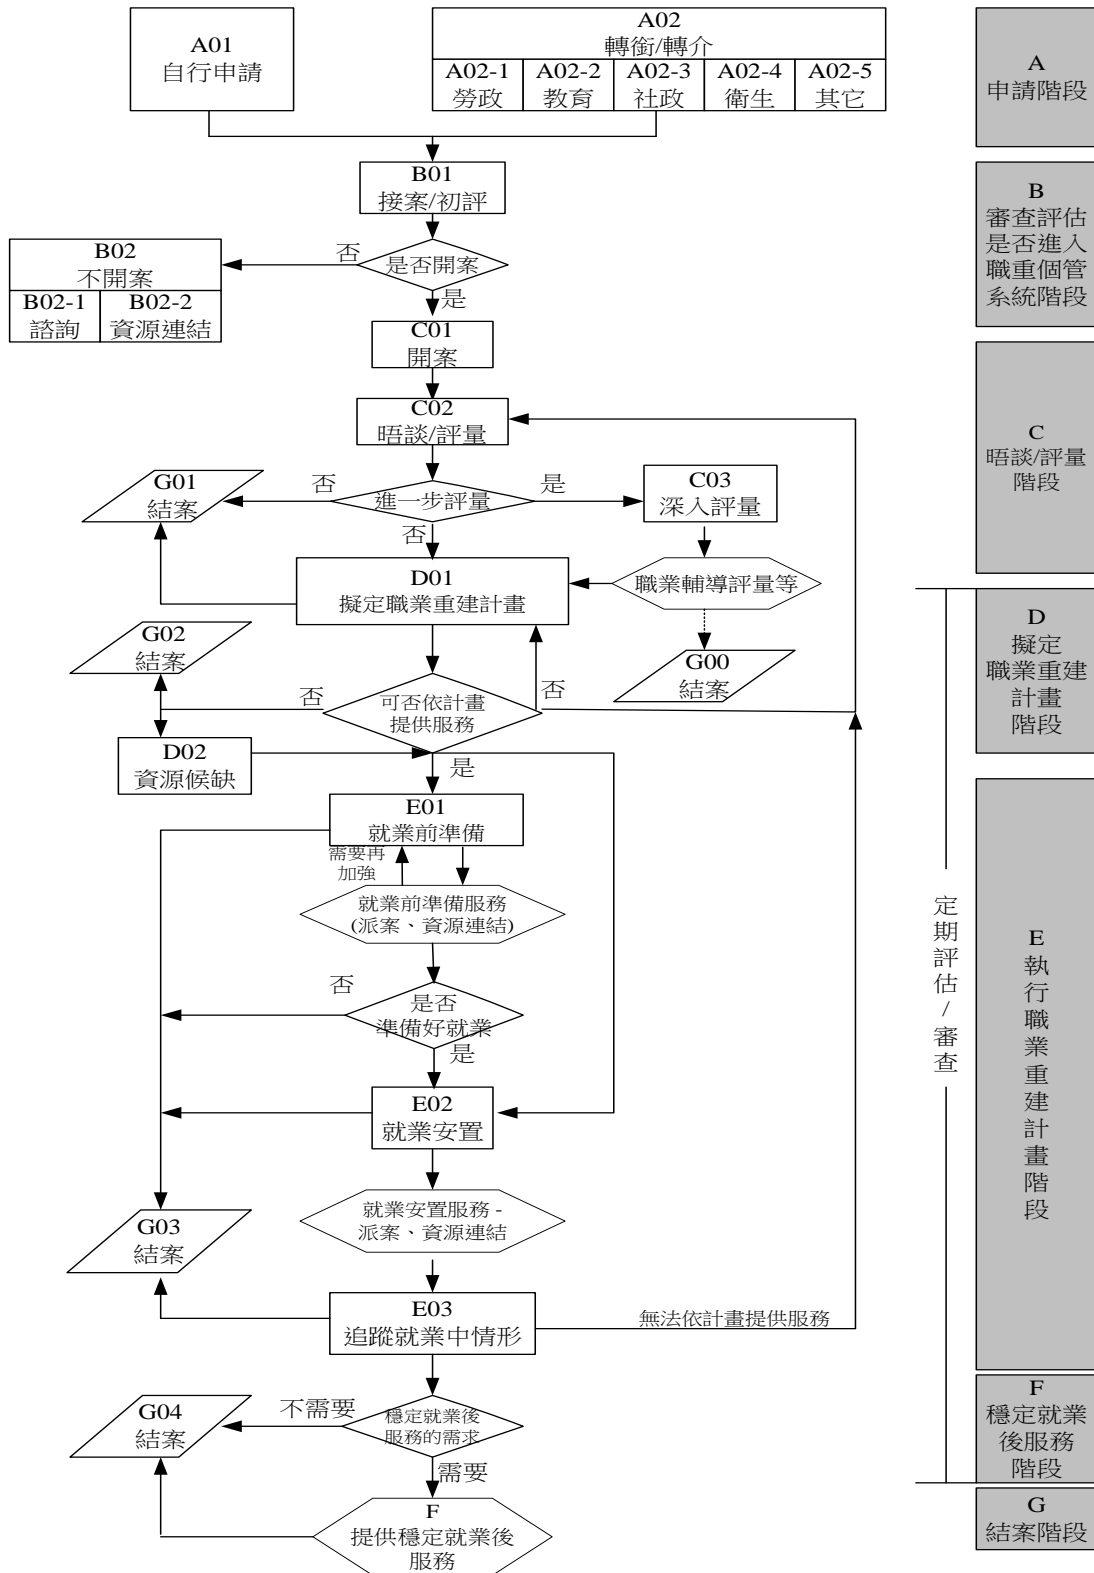 A01
自行申請
A02
轉銜/轉介
A02-1
勞政
A02-2
教育
A02-3
社政
A02-4
衛生
A02-5
其它
A
申請階段
B01
接案/初評
B
審查評估
是否進入
職重個管
系統階段
是否開案
否
是
B02
不開案
B02-1
諮詢
B02-2
資源連結
C01
開案
C02
晤談/評量
C
晤談/評量
階段
進一步評量
否
是
否
G01
結案
C03
深入評量
職業輔導評量等
D01
擬定職業重建計畫
G00
結案
D
擬定
職業重建
計畫
階段
G02
結案
可否依計畫
提供服務
否
否
是
D02
資源候缺
E01
就業前準備
需要再
加強
就業前準備服務
(派案、資源連結)
是否
準備好就業
否
是
E02
就業安置
就業安置服務 -
派案、資源連結
G03
結案
E03
追蹤就業中情形
無法依計畫提供服務
定期評估/審查
E
執行職業重建計畫階段
穩定就業後
服務的需求
不需要
需要
G04
結案
F
提供穩定就業後
服務
F
穩定就業
後服務
階段
G
結案階段